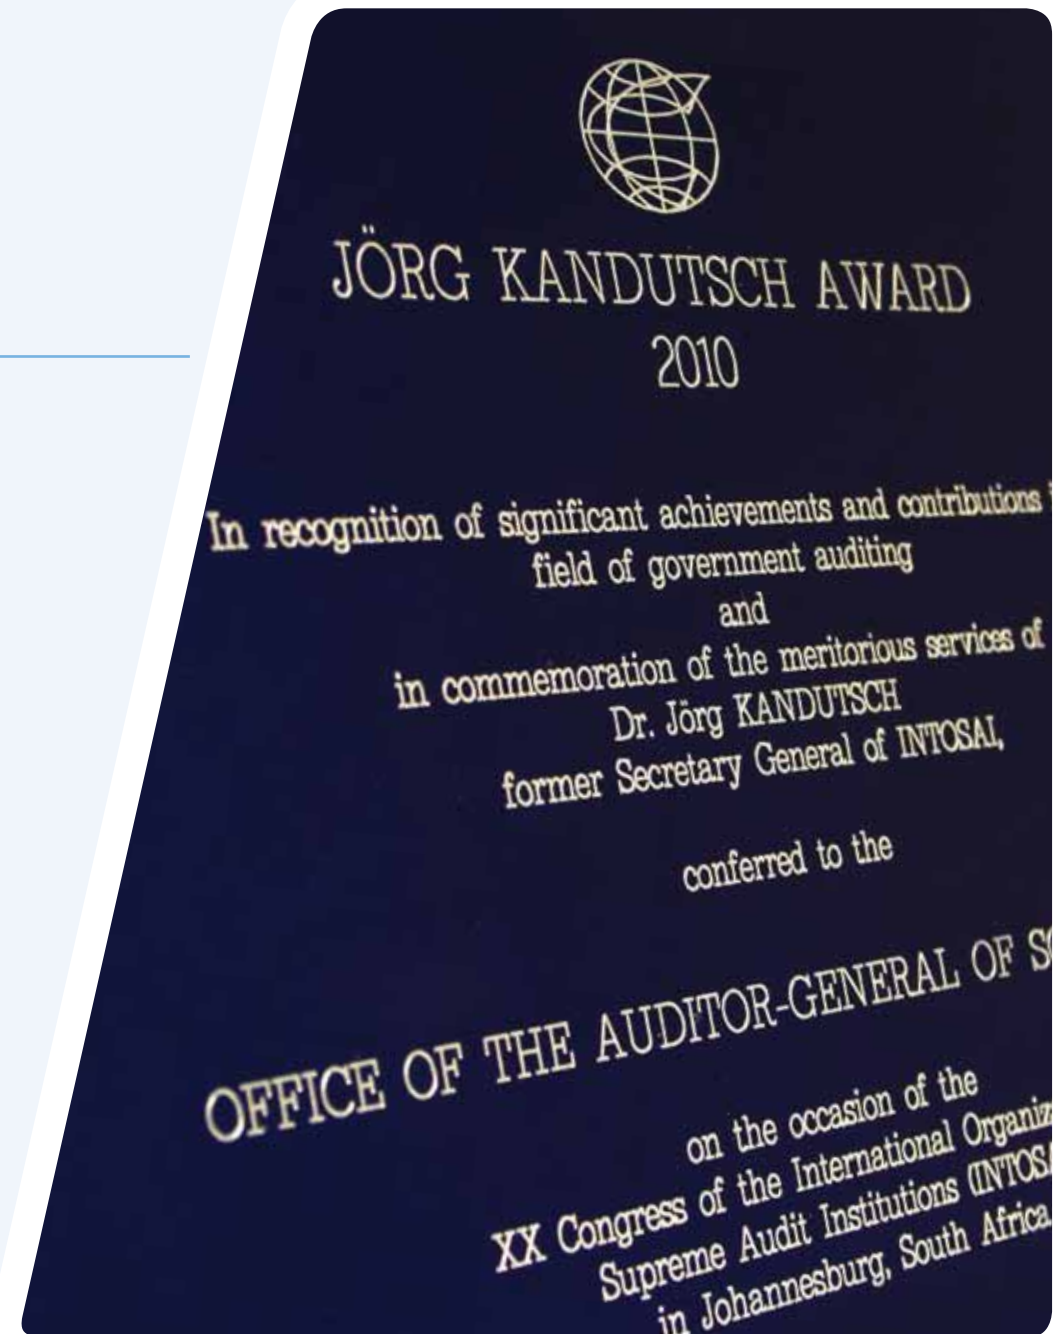 JÖRG KANDUTSCH AWARD
2010
In recognition of significant achievements and contributions
field of government auditing
and
in commemoration of the meritorious services of
Dr. Jörg KANDUTSCH
former Secretary General of INTOSAI,
conferred to the
OFFICE OF THE AUDITOR-GENERAL OF
on the occasion of the
XX Congress of the International
Supreme Audit Institutions
in Johannesburg, South Africa